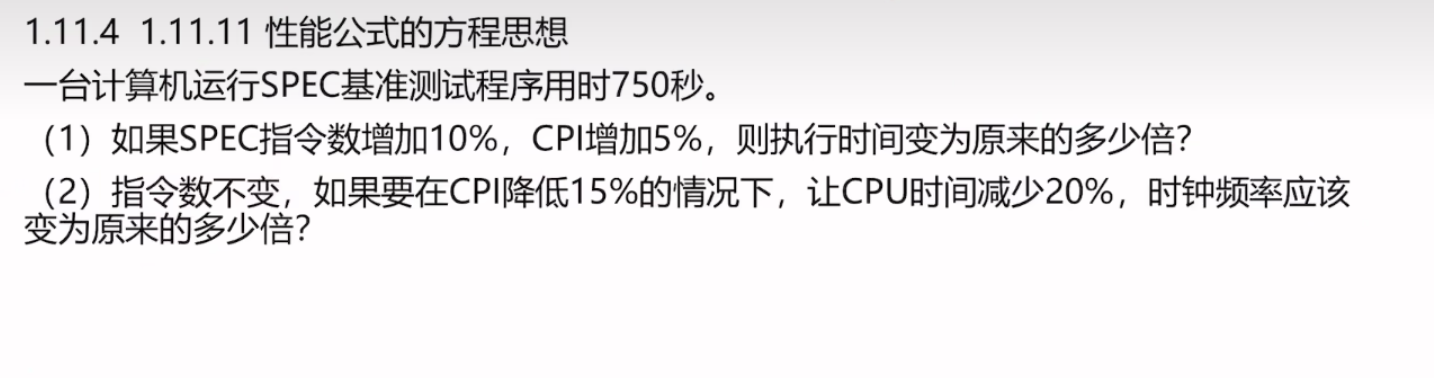 1.11.4 1.11.11 性能公式的方程思想
一台计算机运行SPEC基准测试程序用时750秒。
（1）如果SPEC指令数增加10%，CPI增加5%，则执行时间变为原来的多少倍？
（2）指令数不变，如果要在CPI降低15%的情况下，让CPU时间减少20%，时钟频率应该
变为原来的多少倍？